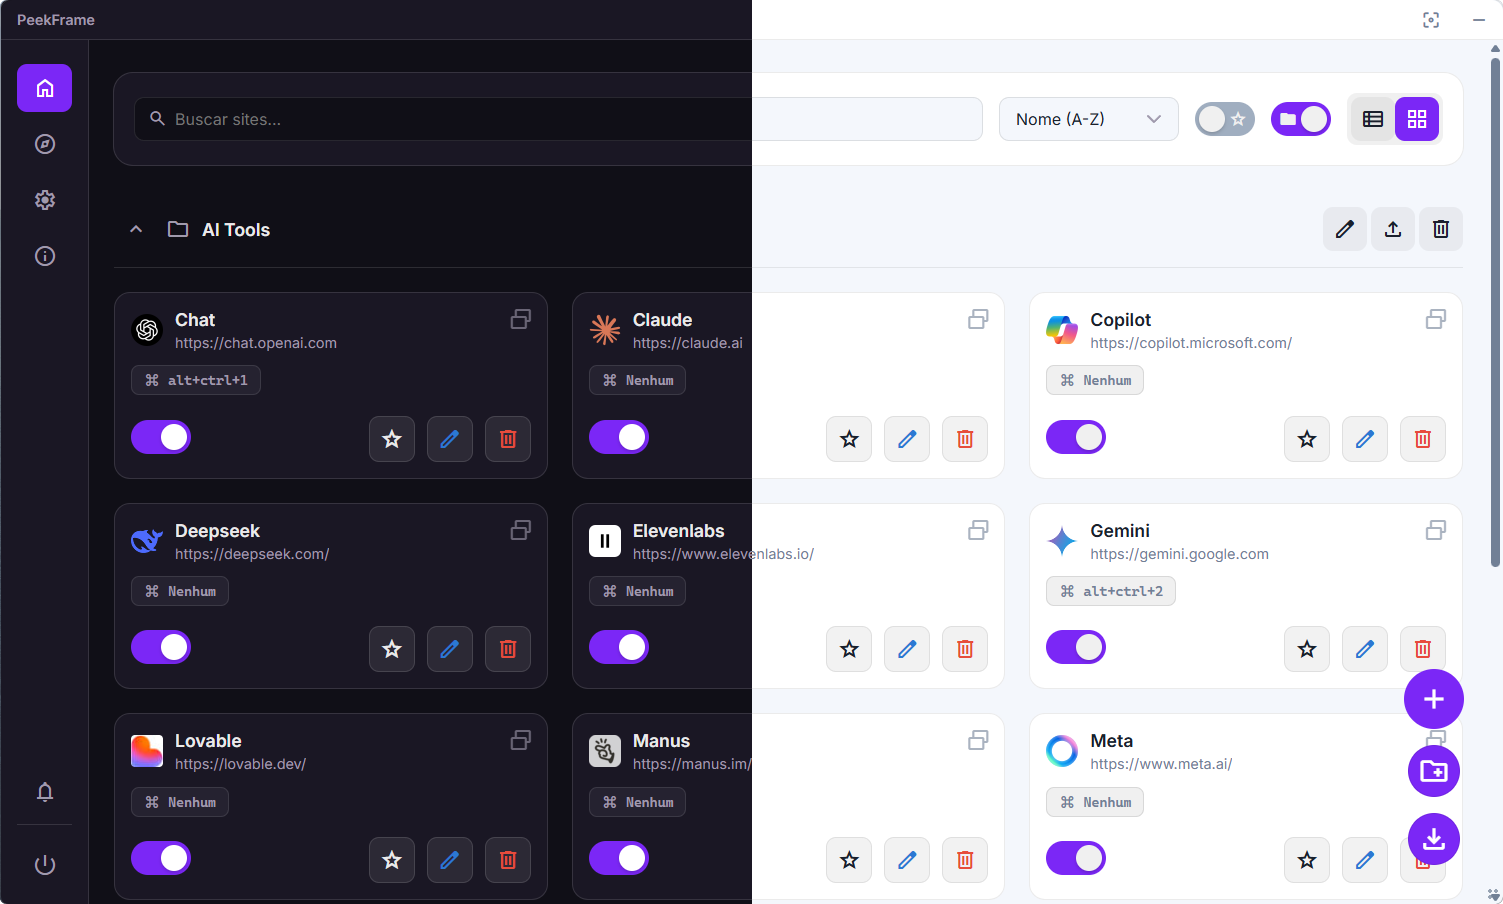 PeekFrame
Buscar sites...
Nome (A-Z)
AI Tools
Chat
https://chat.openai.com
alt+ctrl+1
Claude
https://claude.ai
Nenhum
Copilot
https://copilot.microsoft.com/
Nenhum
Deepseek
https://deepseek.com/
Nenhum
Elevenlabs
https://www.elevenlabs.io/
Nenhum
Gemini
https://gemini.google.com
alt+ctrl+2
Lovable
https://lovable.dev/
Nenhum
Manus
https://manus.im/
Nenhum
Meta
https://www.meta.ai/
Nenhum